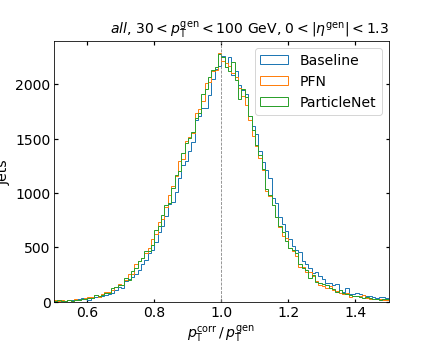 all, 30 < p_T^gen < 100 GeV, 0 < |η^gen| < 1.3
Baseline
PFN
ParticleNet
2000
1500
1000
500
0
Jets
0.6 0.8 1.0 1.2 1.4
p_T^corr / p_T^gen